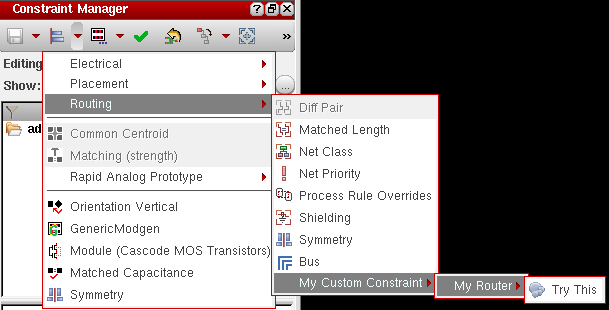 Constraint Manager
»
Editing
Show:
...
ad
Electrical
Placement
Routing
Common Centroid
Matching (strength)
Rapid Analog Prototype
Orientation Vertical
GenericModgen
Module (Cascode MOS Transistors)
Matched Capacitance
Symmetry
Diff Pair
Matched Length
Net Class
Net Priority
Process Rule Overrides
Shielding
Symmetry
Bus
My Custom Constraint
My Router
Try This